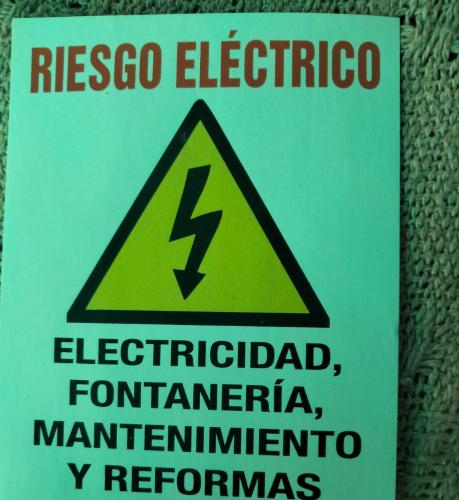 RIESGO ELÉCTRICO
ELECTRICIDAD,
FONTANERÍA,
MANTENIMIENTO
Y REFORMAS